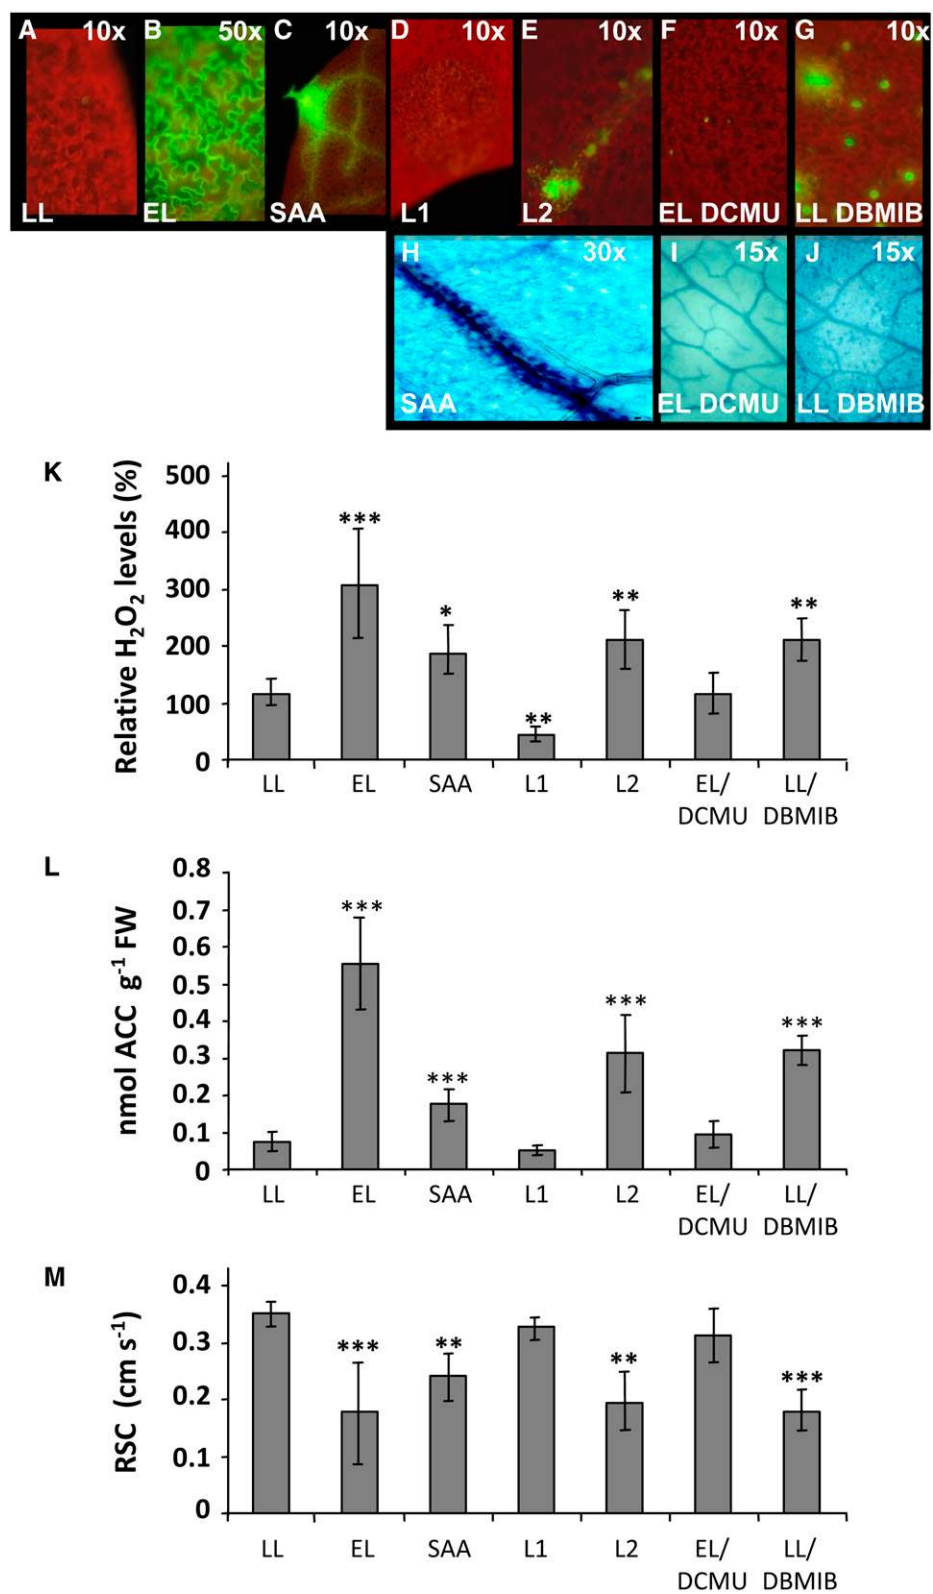 A 10x B 50x C 10x D 10x E 10x F 10x G 10x
LL EL SAA L1 L2 EL DCMU LL DBMIB
H 30x I 15x J 15x
SAA EL DCMU LL DBMIB
K
Relative H₂O₂ levels (%)
500
400
300
200
100
0
***
*
**
**
**
LL EL SAA L1 L2 EL/ LL/
DCMU DBMIB
L
nmol ACC g⁻¹ FW
0.8
0.7
0.6
0.5
0.4
0.3
0.2
0.1
0
***
***
***
***
LL EL SAA L1 L2 EL/ LL/
DCMU DBMIB
M
RSC (cm s⁻¹)
0.4
0.3
0.2
0.1
0
***
**
**
***
LL EL SAA L1 L2 EL/ LL/
DCMU DBMIB